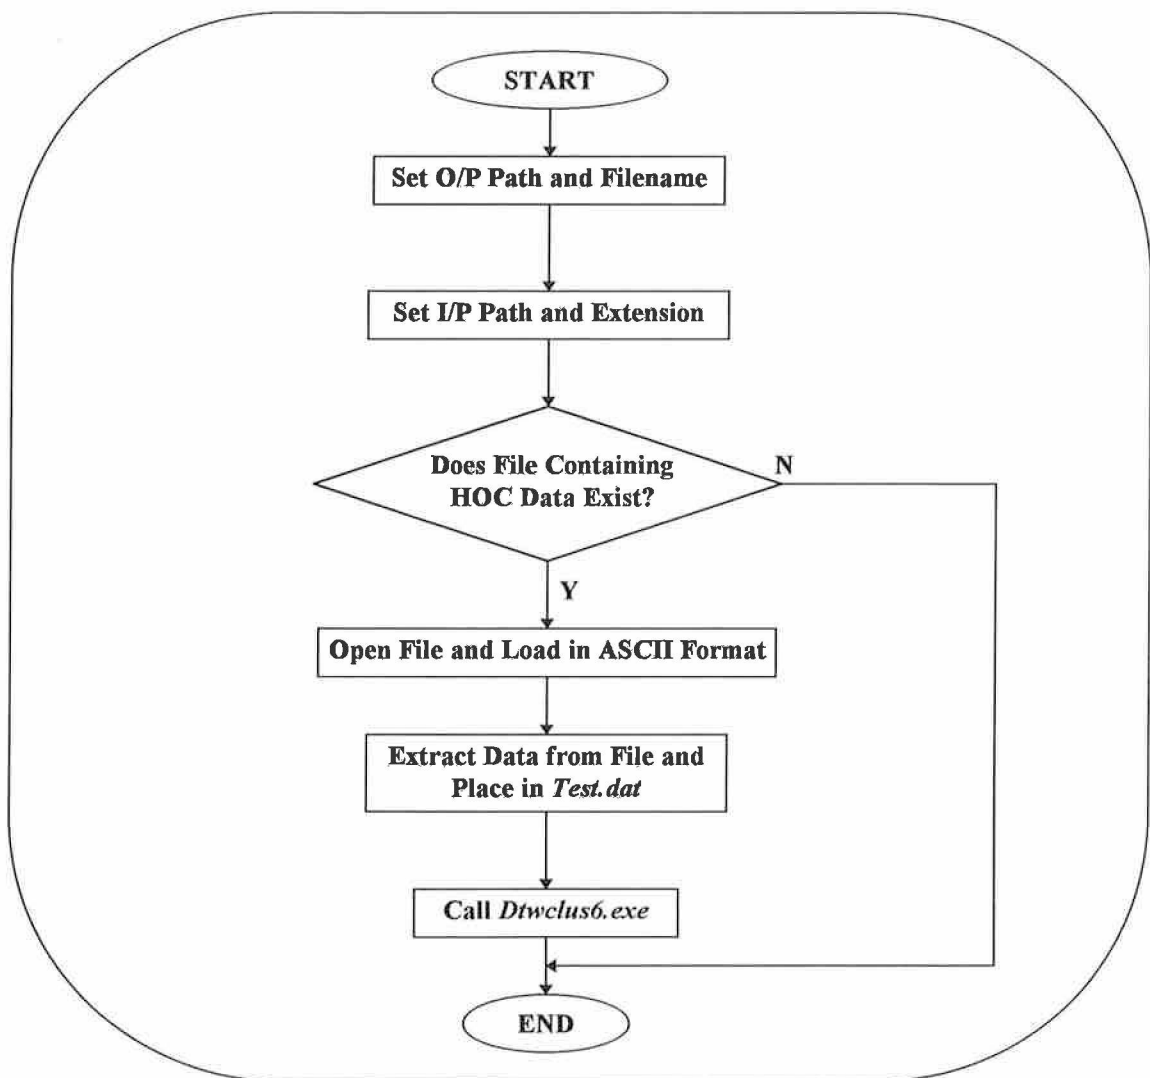 START
Set O/P Path and Filename
Set I/P Path and Extension
Does File Containing
HOC Data Exist?
N
Y
Open File and Load in ASCII Format
Extract Data from File and
Place in Test.dat
Call Dtwclus6.exe
END